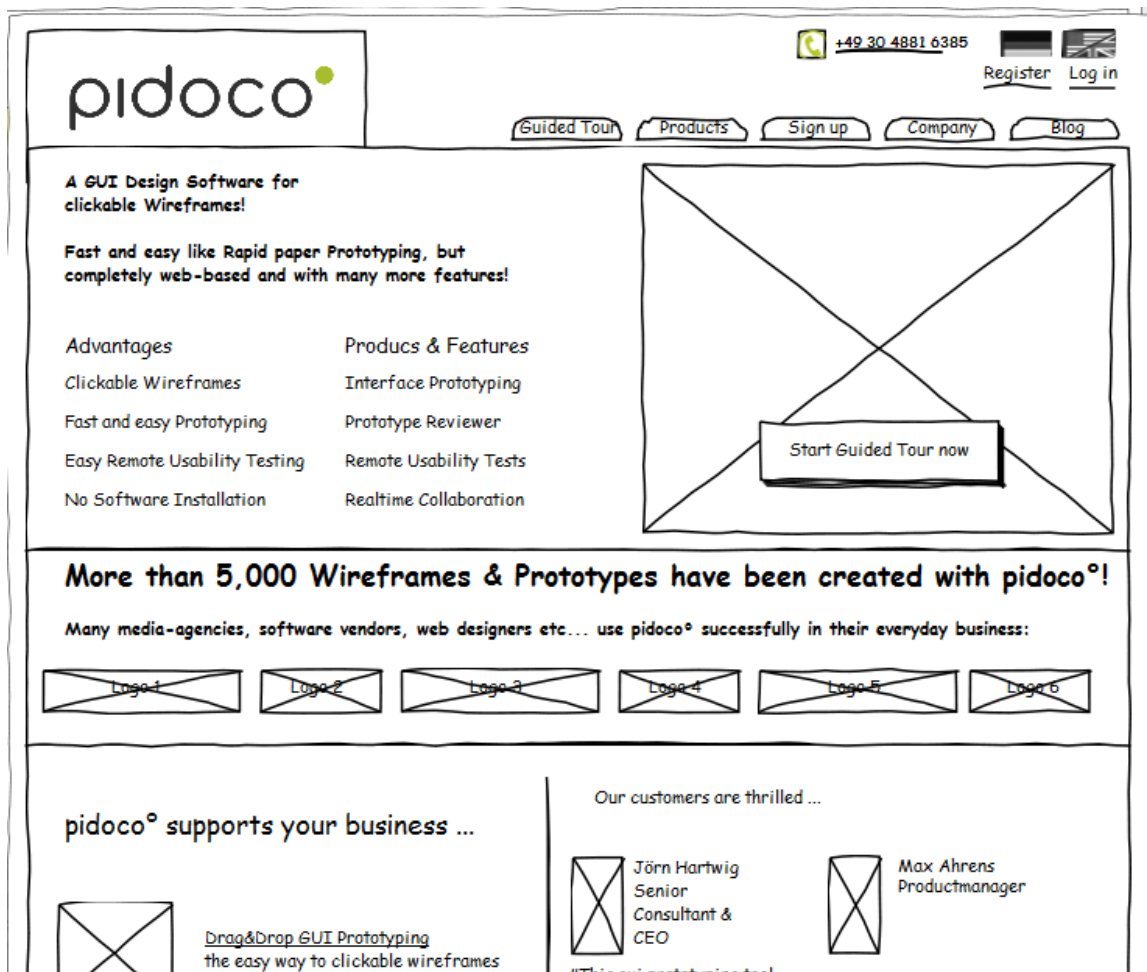 +49 30 4881 6385
Register Log in
pidoco°
Guided Tour Products Sign up Company Blog
A GUI Design Software for
clickable Wireframes!
Fast and easy like Rapid paper Prototyping, but
completely web-based and with many more features!
Advantages
Clickable Wireframes
Fast and easy Prototyping
Easy Remote Usability Testing
No Software Installation
Producs & Features
Interface Prototyping
Prototype Reviewer
Remote Usability Tests
Realtime Collaboration
Start Guided Tour now
More than 5,000 Wireframes & Prototypes have been created with pidoco°!
Many media-agencies, software vendors, web designers etc... use pidoco° successfully in their everyday business:
Logo 1 Logo 2 Logo 3 Logo 4 Logo 5 Logo 6
pidoco° supports your business ...
Drag&Drop GUI Prototyping
the easy way to clickable wireframes
Our customers are thrilled ...
Jörn Hartwig
Senior
Consultant &
CEO
"This gui prototyping tool
Max Ahrens
Productmanager